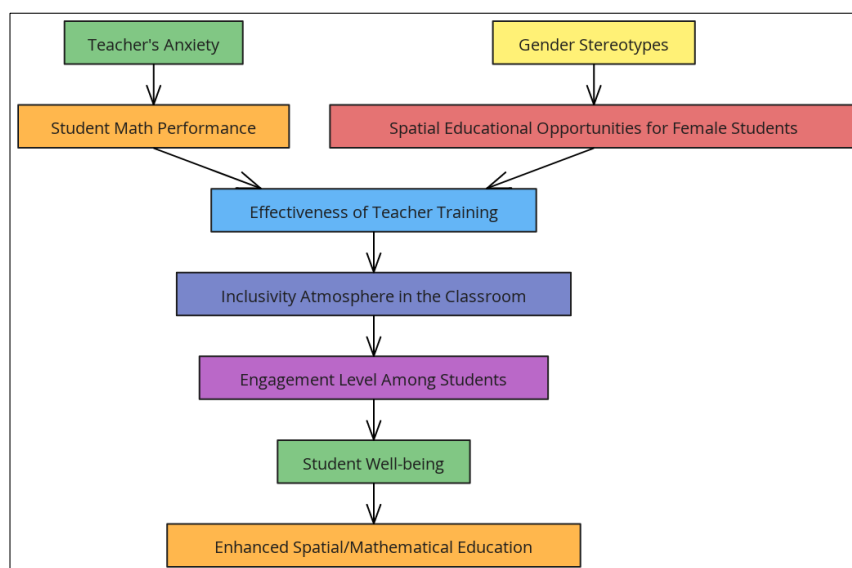 Teacher's Anxiety
Gender Stereotypes
Student Math Performance
Spatial Educational Opportunities for Female Students
Effectiveness of Teacher Training
Inclusivity Atmosphere in the Classroom
Engagement Level Among Students
Student Well-being
Enhanced Spatial/Mathematical Education